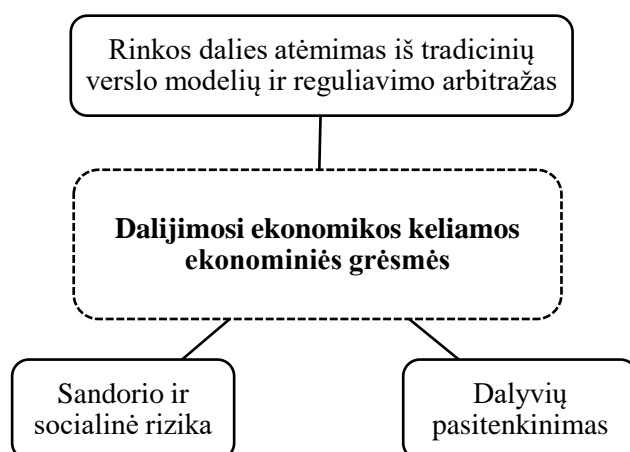 Rinkos dalies atėmimas iš tradicinių
verslo modelių ir reguliavimo arbitražas
Dalijimosi ekonomikos keliamos
ekonominiės grėsmės
Sandorio ir
socialinė rizika
Dalyvių
pasitenkinimas